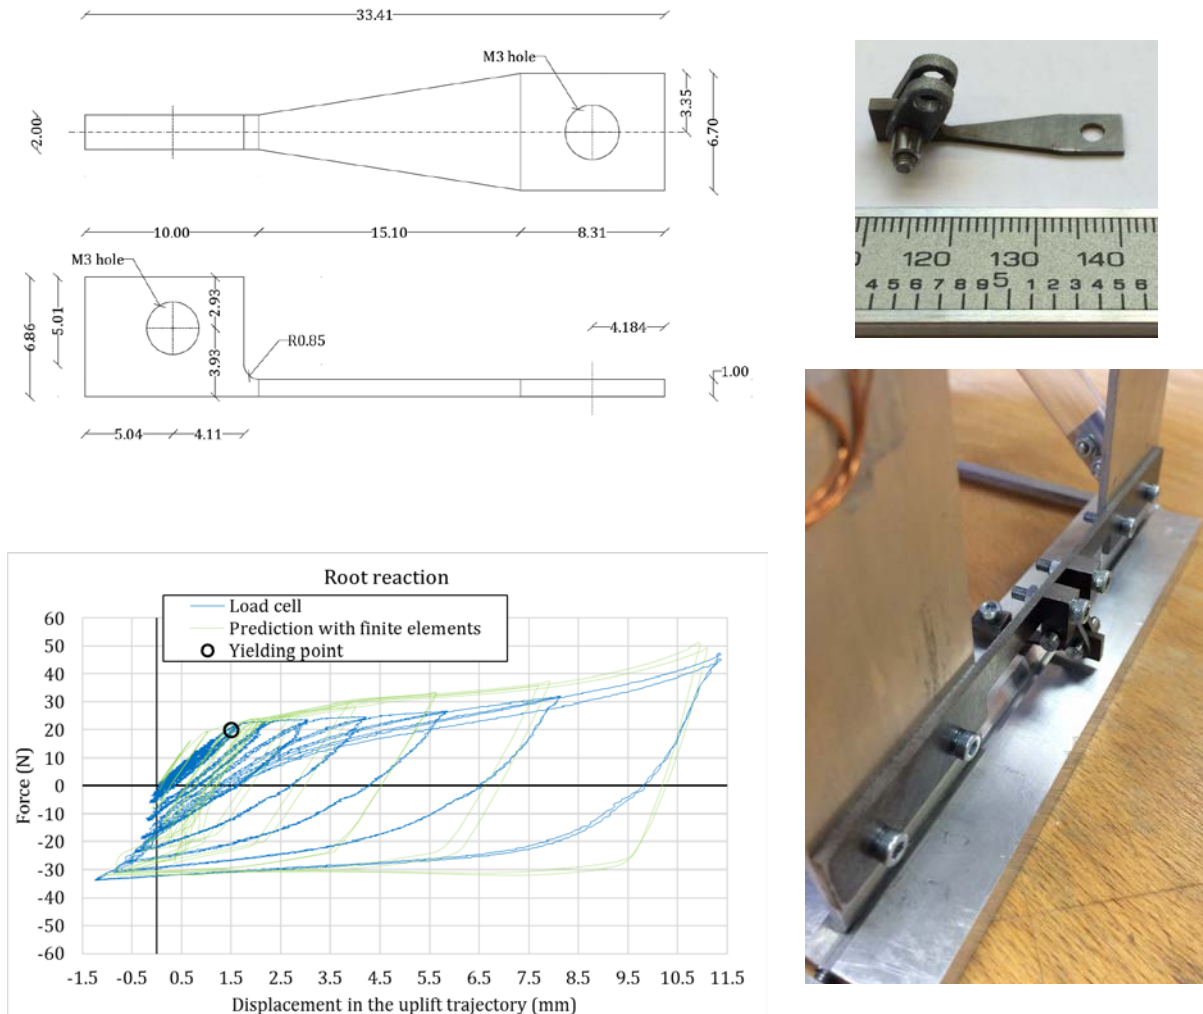 33.41
M3 hole
2.00
3.35
6.70
10.00
15.10
8.31
M3 hole
6.86
5.01
2.93
3.93
R0.85
4.184
1.00
5.04
4.11
120 130 140
4 5 6 7 8 9 5 1 2 3 4 5 6
Root reaction
Load cell
Prediction with finite elements
Yielding point
60
50
40
30
20
10
0
-10
-20
-30
-40
-50
-60
Force (N)
-1.5 -0.5 0.5 1.5 2.5 3.5 4.5 5.5 6.5 7.5 8.5 9.5 10.5 11.5
Displacement in the uplift trajectory (mm)